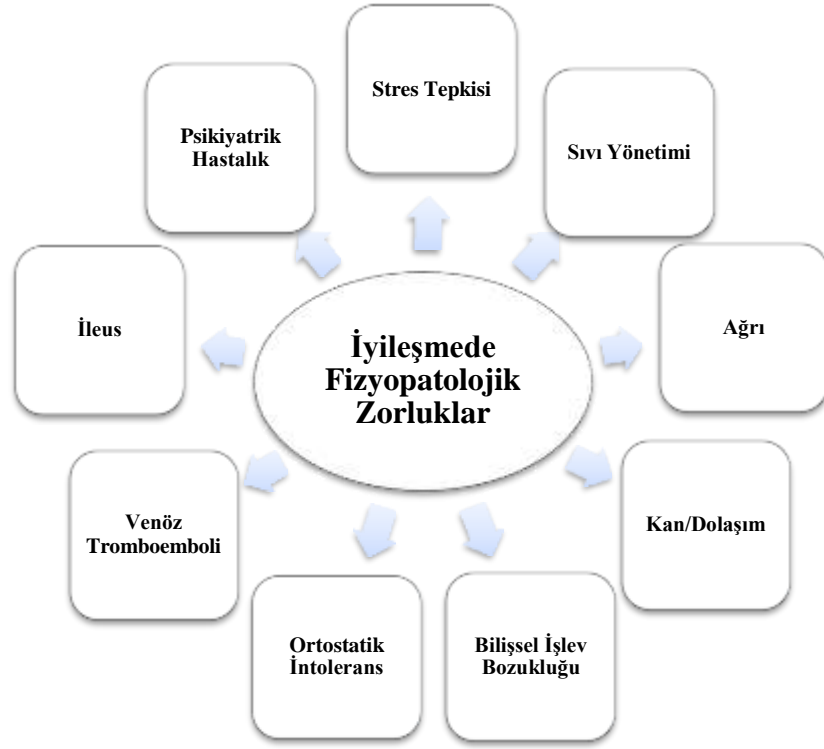 Stres Tepkisi
Sıvı Yönetimi
Ağrı
Kan/Dolaşım
Bilişsel İşlev
Bozukluğu
Ortostatik
İntolerans
Venöz
Tromboemboli
İleus
Psikiyatrik
Hastalık
İyileşmede
Fizyopatolojik
Zorluklar